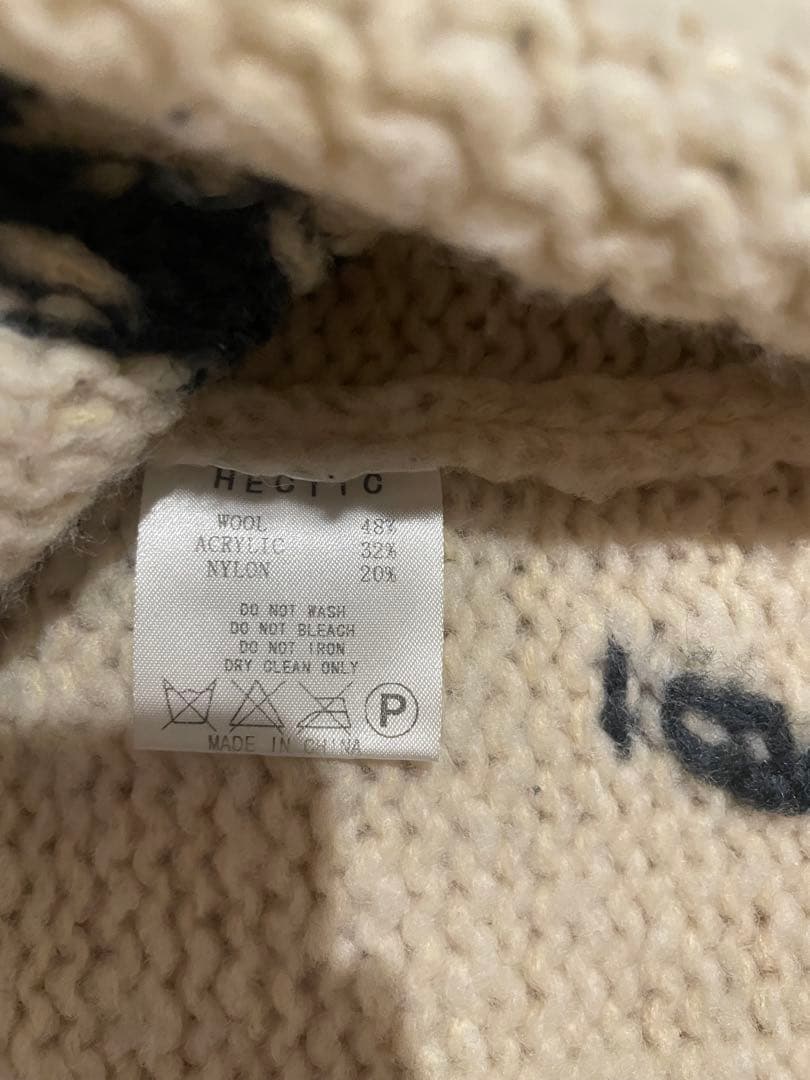 HECTIC
WOOL 48%
ACRYLIC 32%
NYLON 20%
DO NOT WASH
DO NOT BLEACH
DO NOT IRON
DRY CLEAN ONLY
P
MADE IN CHINA